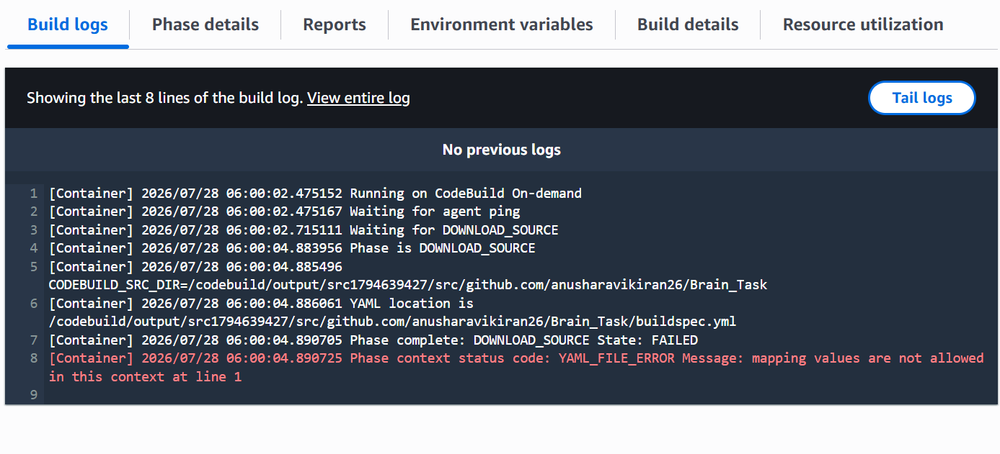 Build logs Phase details Reports Environment variables Build details Resource utilization
Showing the last 8 lines of the build log. View entire log Tail logs
No previous logs
1 [Container] 2026/07/28 06:00:02.475152 Running on CodeBuild On-demand
2 [Container] 2026/07/28 06:00:02.475167 Waiting for agent ping
3 [Container] 2026/07/28 06:00:02.715111 Waiting for DOWNLOAD_SOURCE
4 [Container] 2026/07/28 06:00:04.883956 Phase is DOWNLOAD_SOURCE
5 [Container] 2026/07/28 06:00:04.885496
CODEBUILD_SRC_DIR=/codebuild/output/src1794639427/src/github.com/anusharavikiran26/Brain_Task
6 [Container] 2026/07/28 06:00:04.886061 YAML location is
/codebuild/output/src1794639427/src/github.com/anusharavikiran26/Brain_Task/buildspec.yml
7 [Container] 2026/07/28 06:00:04.890705 Phase complete: DOWNLOAD_SOURCE State: FAILED
8 [Container] 2026/07/28 06:00:04.890725 Phase context status code: YAML_FILE_ERROR Message: mapping values are not allowed
in this context at line 1
9